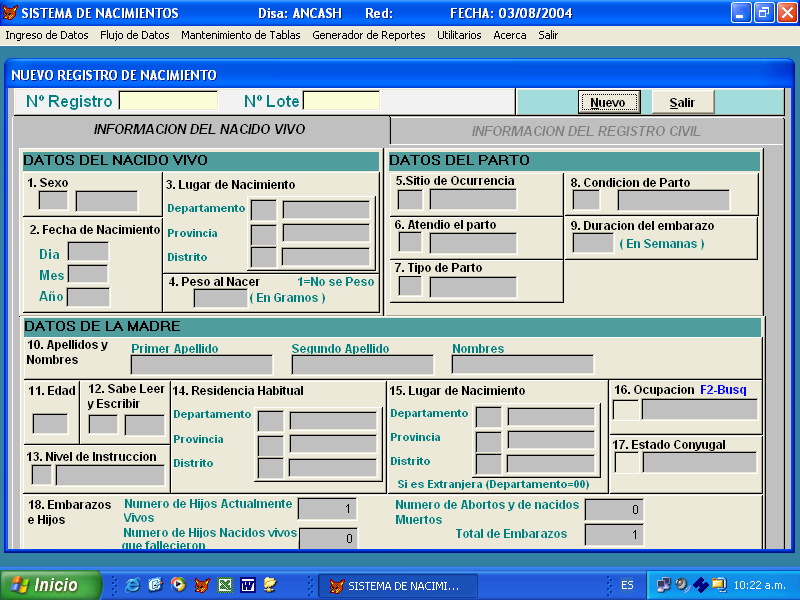 SISTEMA DE NACIMIENTOS Disa: ANCASH Red: FECHA: 03/08/2004
Ingreso de Datos Flujo de Datos Mantenimiento de Tablas Generador de Reportes Utilitarios Acerca Salir
NUEVO REGISTRO DE NACIMIENTO
Nº Registro Nº Lote Nuevo Salir
INFORMACION DEL NACIDO VIVO INFORMACION DEL REGISTRO CIVIL
DATOS DEL NACIDO VIVO
1. Sexo
2. Fecha de Nacimiento
Dia
Mes
Año
3. Lugar de Nacimiento
Departamento
Provincia
Distrito
4. Peso al Nacer 1=No se Peso
( En Gramos )
DATOS DEL PARTO
5.Sitio de Ocurrencia
6. Atendio el parto
7. Tipo de Parto
8. Condicion de Parto
9. Duracion del embarazo
( En Semanas )
DATOS DE LA MADRE
10. Apellidos y
Nombres
Primer Apellido Segundo Apellido Nombres
11. Edad
12. Sabe Leer
y Escribir
13. Nivel de Instruccion
14. Residencia Habitual
Departamento
Provincia
Distrito
15. Lugar de Nacimiento
Departamento
Provincia
Distrito
Si es Extranjera (Departamento=00)
16. Ocupacion F2-Busq
17. Estado Conyugal
18. Embarazos
e Hijos
Numero de Hijos Actualmente
Vivos
1
Numero de Hijos Nacidos vivos
que fallecieron
0
Numero de Abortos y de nacidos
Muertos
0
Total de Embarazos 1
Inicio SISTEMA DE NACIMI... ES 10:22 a.m.